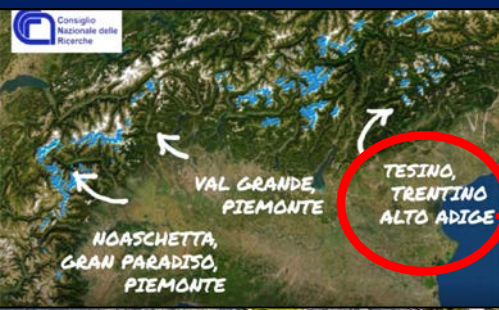 Consiglio
Nazionale delle
Ricerche
VAL GRANDE,
PIEMONTE
TESINO,
TRENTINO
ALTO ADIGE
NOASCHETTA,
GRAN PARADISO,
PIEMONTE